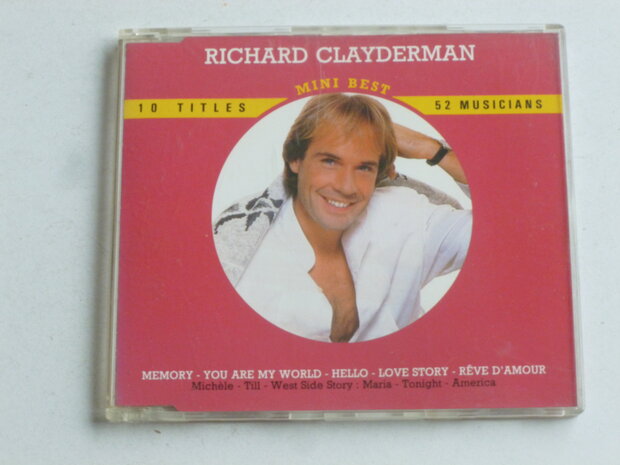 RICHARD CLAYDERMAN
MINI BEST
10 TITLES
52 MUSICIANS
MEMORY - YOU ARE MY WORLD - HELLO - LOVE STORY - RÊVE D'AMOUR
Michèle - Till - West Side Story : Maria - Tonight - America